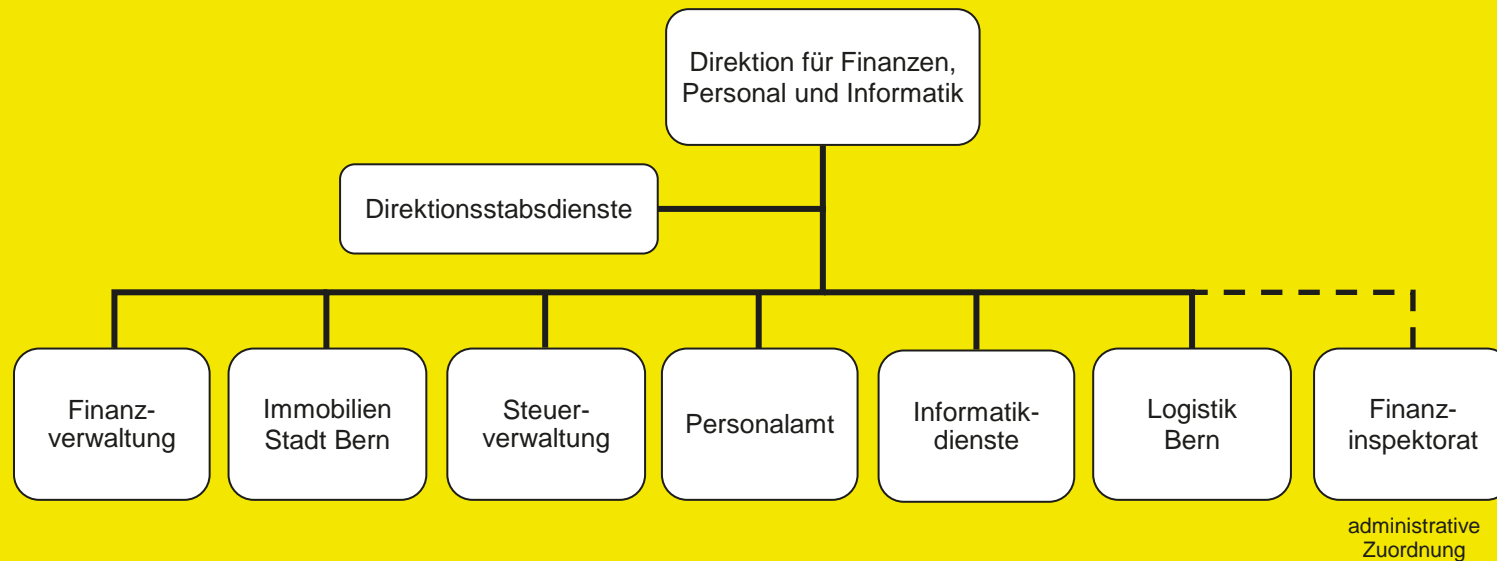 Direktion für Finanzen,
Personal und Informatik
Direktionsstabsdienste
Finanz-
verwaltung
Immobilien
Stadt Bern
Steuer-
verwaltung
Personalamt
Informatik-
dienste
Logistik
Bern
Finanz-
inspektorat
administrative
Zuordnung